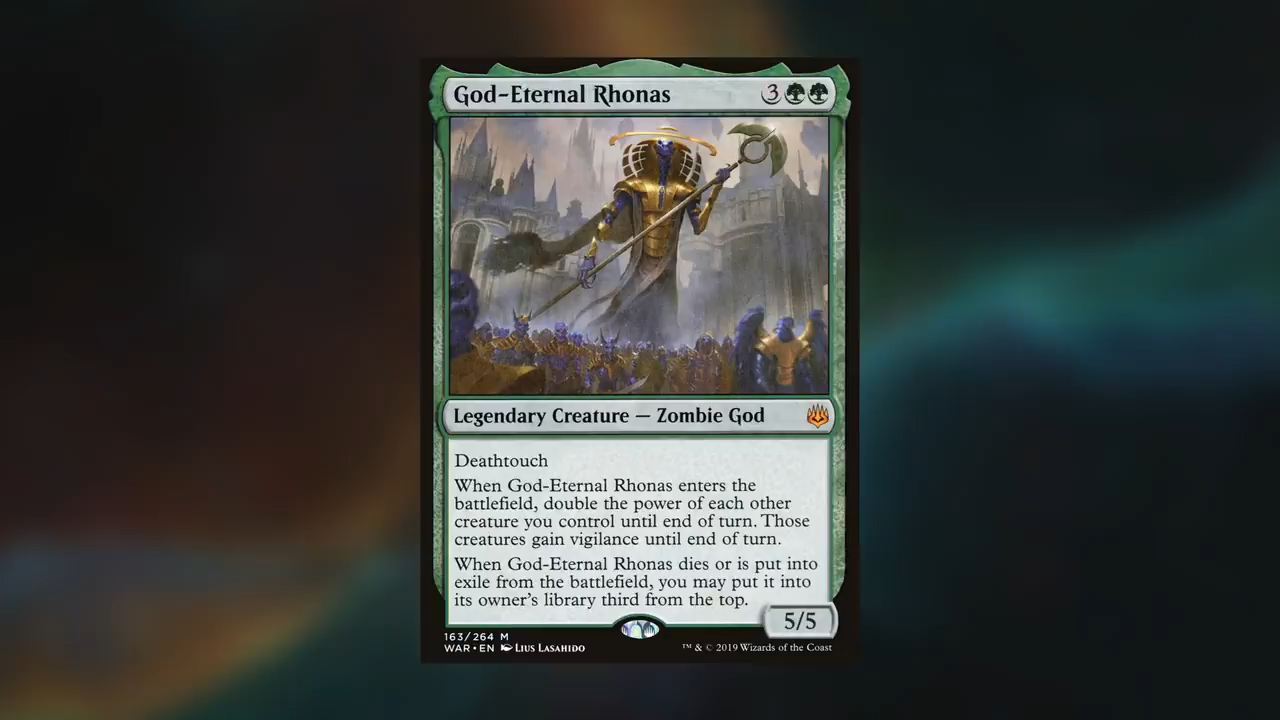 God-Eternal Rhonas 3
Legendary Creature — Zombie God
Deathtouch
When God-Eternal Rhonas enters the
battlefield, double the power of each other
creature you control until end of turn. Those
creatures gain vigilance until end of turn.
When God-Eternal Rhonas dies or is put into
exile from the battlefield, you may put it into
its owner's library third from the top.
5/5
163/264 M
WAR • EN Lius Lasahido
™ & © 2019 Wizards of the Coast